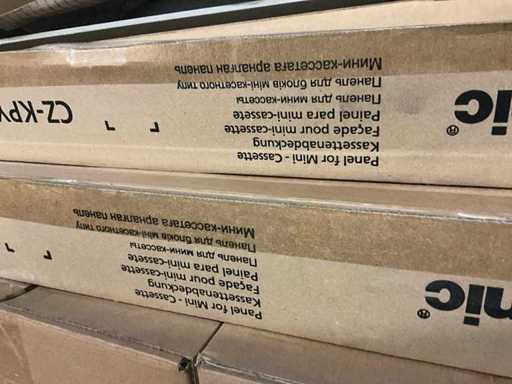 Panel for Mini - Cassette
Kassettenabdeckung
Façade pour mini-cassette
Painel para mini-cassete
Панель для мини-кассеты
Панель для блоків міні-касетного типу
Мини-кассетаға арналған панель
nic®
CZ-KPY
Panel for Mini - Cassette
Kassettenabdeckung
Façade pour mini-cassette
Painel para mini-cassete
Панель для мини-кассеты
Панель для блоків міні-касетного типу
Мини-кассетаға арналған панель
nic®